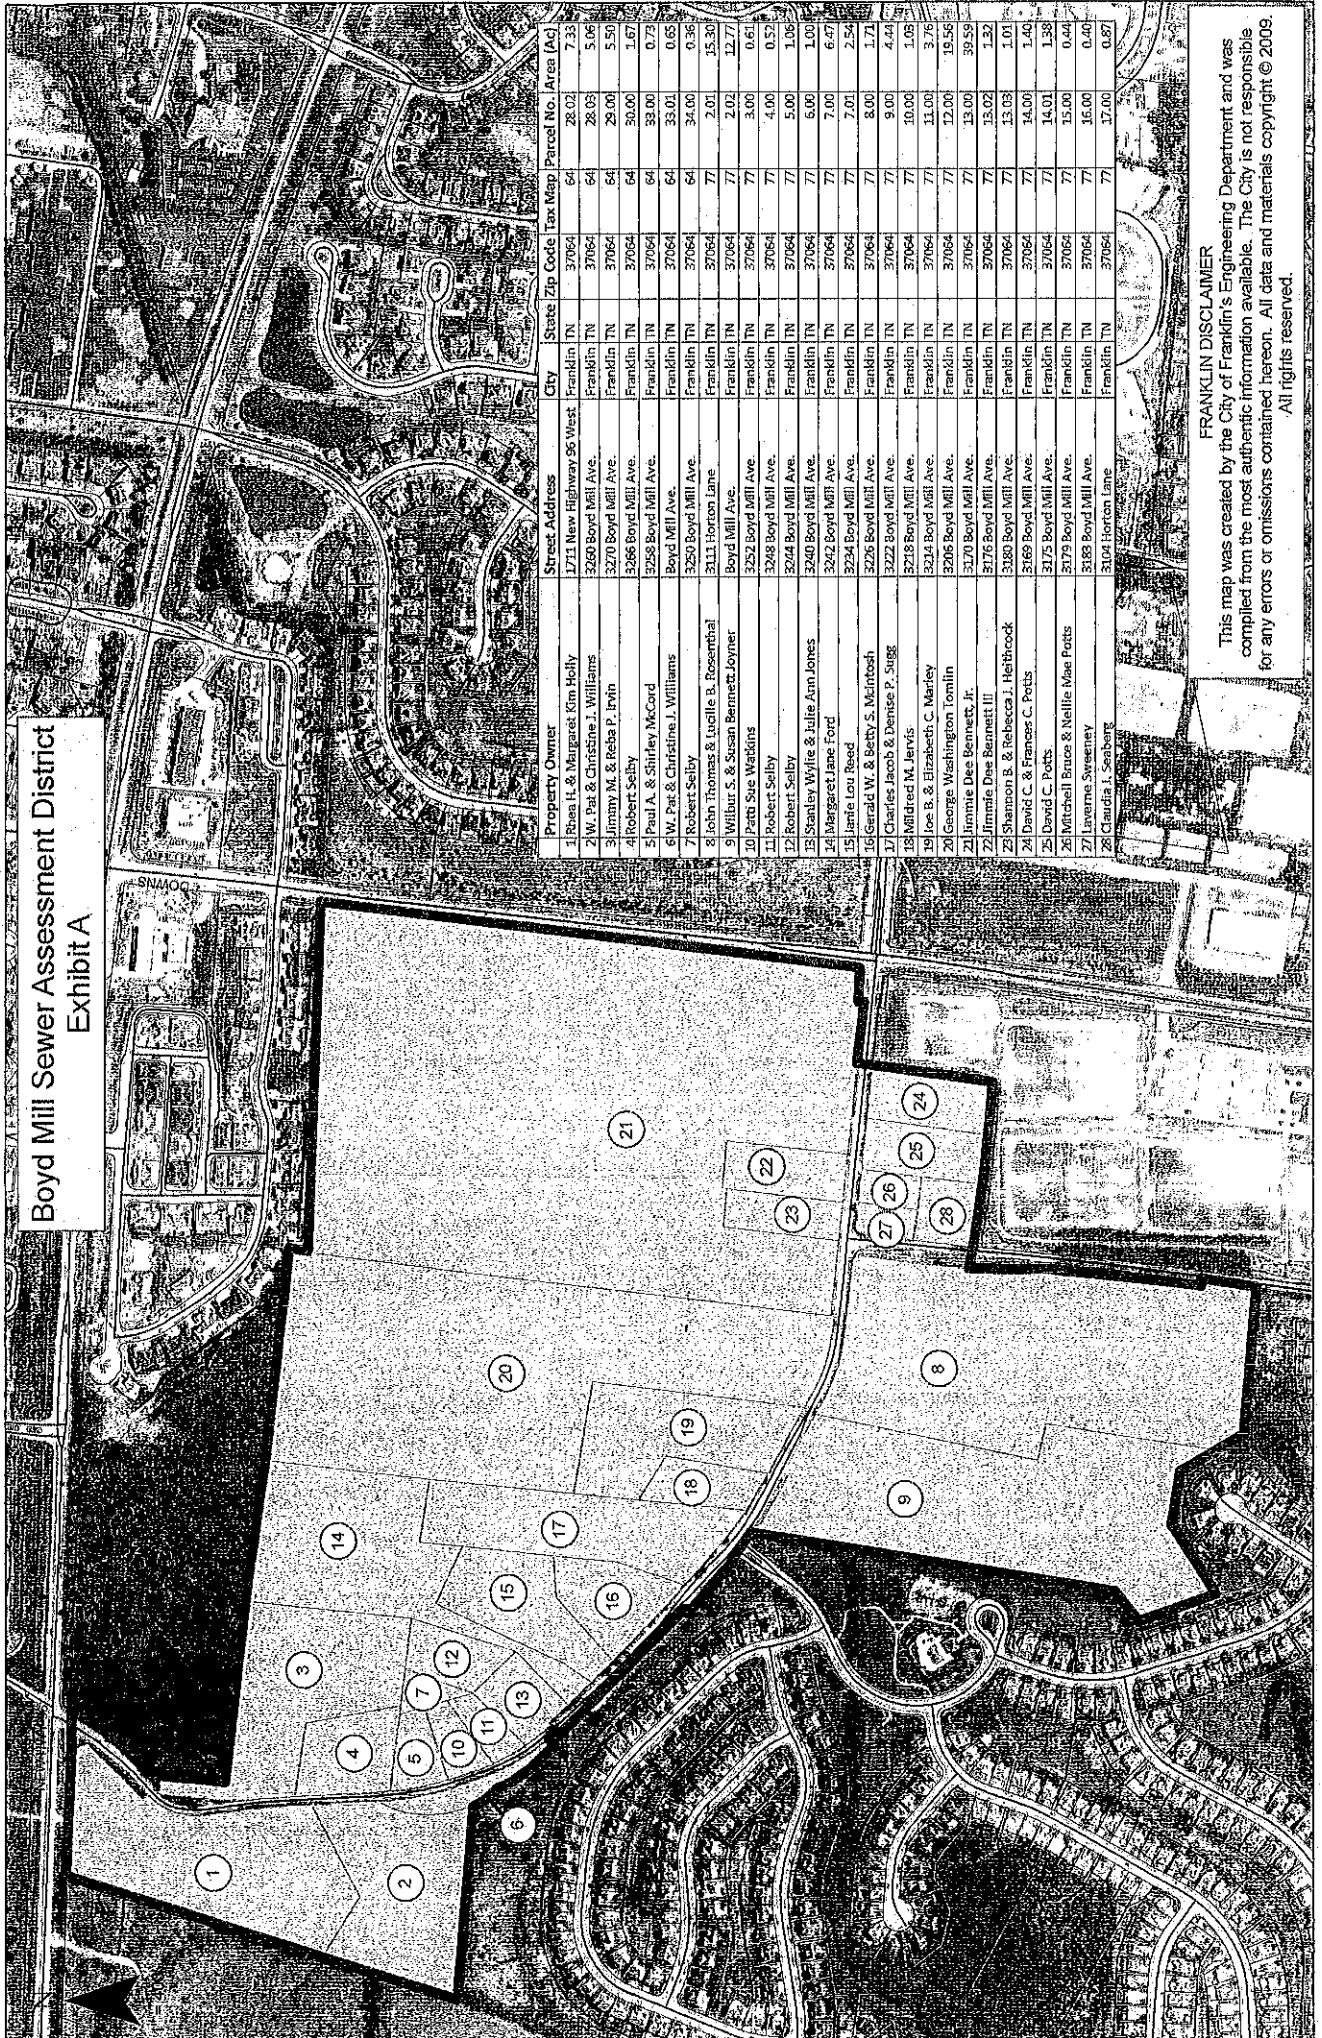 Boyd Mill Sewer Assessment District
Exhibit A
DOWNS
Property Owner Street Address City State Zip Code Tax Map Parcel No. Area (Ac)
1 Rhea H. & Margaret Kim Holly 1711 New Highway 96 West Franklin TN 37064 64 28.02 7.33
2 W. Pat & Christine J. Williams 3260 Boyd Mill Ave. Franklin TN 37064 64 28.03 5.06
3 Jimmy M. & Reba P. Irwin 3270 Boyd Mill Ave. Franklin TN 37064 64 29.00 5.50
4 Robert Selby 3266 Boyd Mill Ave. Franklin TN 37064 64 30.00 1.67
5 Paul A. & Shirley McCord 3258 Boyd Mill Ave. Franklin TN 37064 64 33.00 0.73
6 W. Pat & Christine J. Williams Boyd Mill Ave. Franklin TN 37064 64 33.01 0.65
7 Robert Selby 3250 Boyd Mill Ave. Franklin TN 37064 64 34.00 0.36
8 John Thomas & Lucille B. Rosenthal 3111 Horton Lane Franklin TN 37064 77 2.01 15.30
9 Wilbur S. & Susan Bennett Joyner Boyd Mill Ave. Franklin TN 37064 77 2.02 12.77
10 Patti Sue Watkins 3252 Boyd Mill Ave. Franklin TN 37064 77 3.00 0.61
11 Robert Selby 3248 Boyd Mill Ave. Franklin TN 37064 77 4.00 0.52
12 Robert Selby 3244 Boyd Mill Ave. Franklin TN 37064 77 5.00 1.06
13 Stanley Wylie & Julie Ann Jones 3240 Boyd Mill Ave. Franklin TN 37064 77 6.00 1.00
14 Margaret Jane Ford 3242 Boyd Mill Ave. Franklin TN 37064 77 7.00 6.47
15 Janie Lou Reed 3234 Boyd Mill Ave. Franklin TN 37064 77 7.01 2.54
16 Gerald W. & Betty S. McIntosh 3226 Boyd Mill Ave. Franklin TN 37064 77 8.00 1.71
17 Charles Jacob & Denise P. Sugg 3222 Boyd Mill Ave. Franklin TN 37064 77 9.00 4.44
18 Mildred M. Jervis 3218 Boyd Mill Ave. Franklin TN 37064 77 10.00 1.05
19 Joe B. & Elizabeth C. Marley 3214 Boyd Mill Ave. Franklin TN 37064 77 11.00 3.76
20 George Washington Tomlin 3206 Boyd Mill Ave. Franklin TN 37064 77 12.00 19.56
21 Jimmie Dee Bennett, Jr. 3170 Boyd Mill Ave. Franklin TN 37064 77 13.00 39.59
22 Jimmie Dee Bennett III 3176 Boyd Mill Ave. Franklin TN 37064 77 13.02 1.32
23 Shannon B. & Rebecca J. Herthcock 3180 Boyd Mill Ave. Franklin TN 37064 77 13.03 1.01
24 David C. & Frances C. Potts 3169 Boyd Mill Ave. Franklin TN 37064 77 14.00 1.40
25 David C. Potts 3175 Boyd Mill Ave. Franklin TN 37064 77 14.01 1.38
26 Mitchell Bruce & Nellie Mae Potts 3179 Boyd Mill Ave. Franklin TN 37064 77 15.00 0.44
27 Laverne Sweeney 3183 Boyd Mill Ave. Franklin TN 37064 77 16.00 0.40
28 Claudia J. Seaberg 3104 Horton Lane Franklin TN 37064 77 17.00 0.87
1
2
3
4
5
6
7
8
9
10
11
12
13
14
15
16
17
18
19
20
21
22
23
24
25
26
27
28
FRANKLIN DISCLAIMER
This map was created by the City of Franklin's Engineering Department and was
compiled from the most authentic information available. The City is not responsible
for any errors or omissions contained hereon. All data and materials copyright © 2009.
All rights reserved.